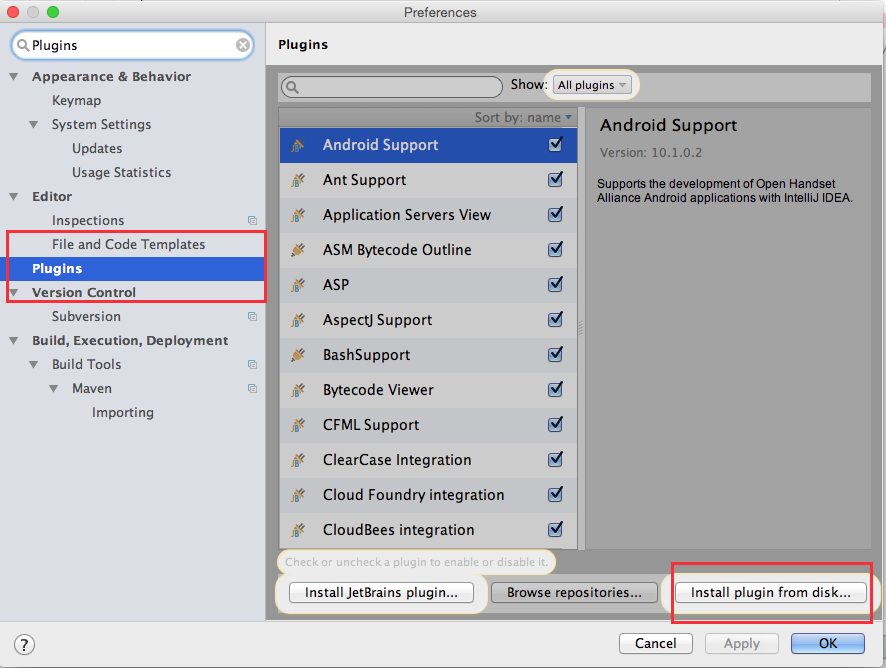 Preferences
Plugins
Appearance & Behavior
Keymap
System Settings
Updates
Usage Statistics
Editor
Inspections
File and Code Templates
Plugins
Version Control
Subversion
Build, Execution, Deployment
Build Tools
Maven
Importing
Plugins
Show: All plugins
Sort by: name
Android Support
Ant Support
Application Servers View
ASM Bytecode Outline
ASP
AspectJ Support
BashSupport
Bytecode Viewer
CFML Support
ClearCase Integration
Cloud Foundry integration
CloudBees integration
Android Support
Version: 10.1.0.2
Supports the development of Open Handset
Alliance Android applications with IntelliJ IDEA.
Check or uncheck a plugin to enable or disable it.
Install JetBrains plugin... Browse repositories... Install plugin from disk...
? Cancel Apply OK